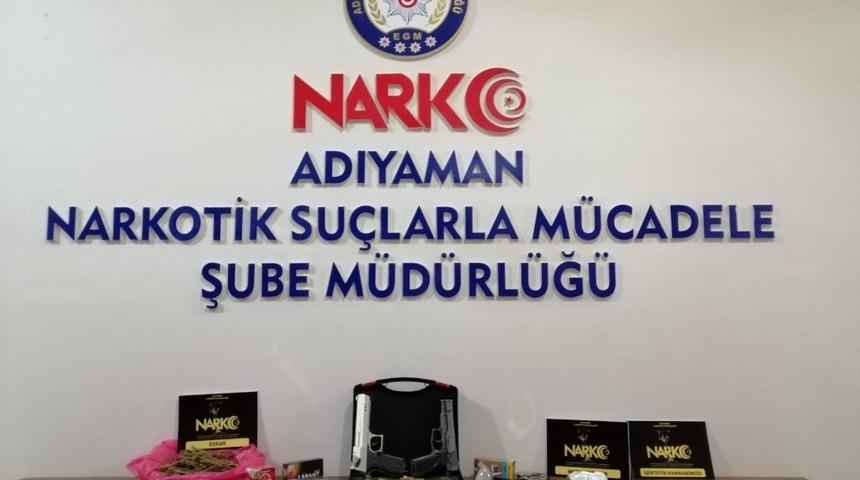 EGM
NARKO
ADIYAMAN
NARKOTİK SUÇLARLA MÜCADELE
ŞUBE MÜDÜRLÜĞÜ
NARKO
ESRAR
NARKO
NARKO
SENTETİK KANNABİNOİD